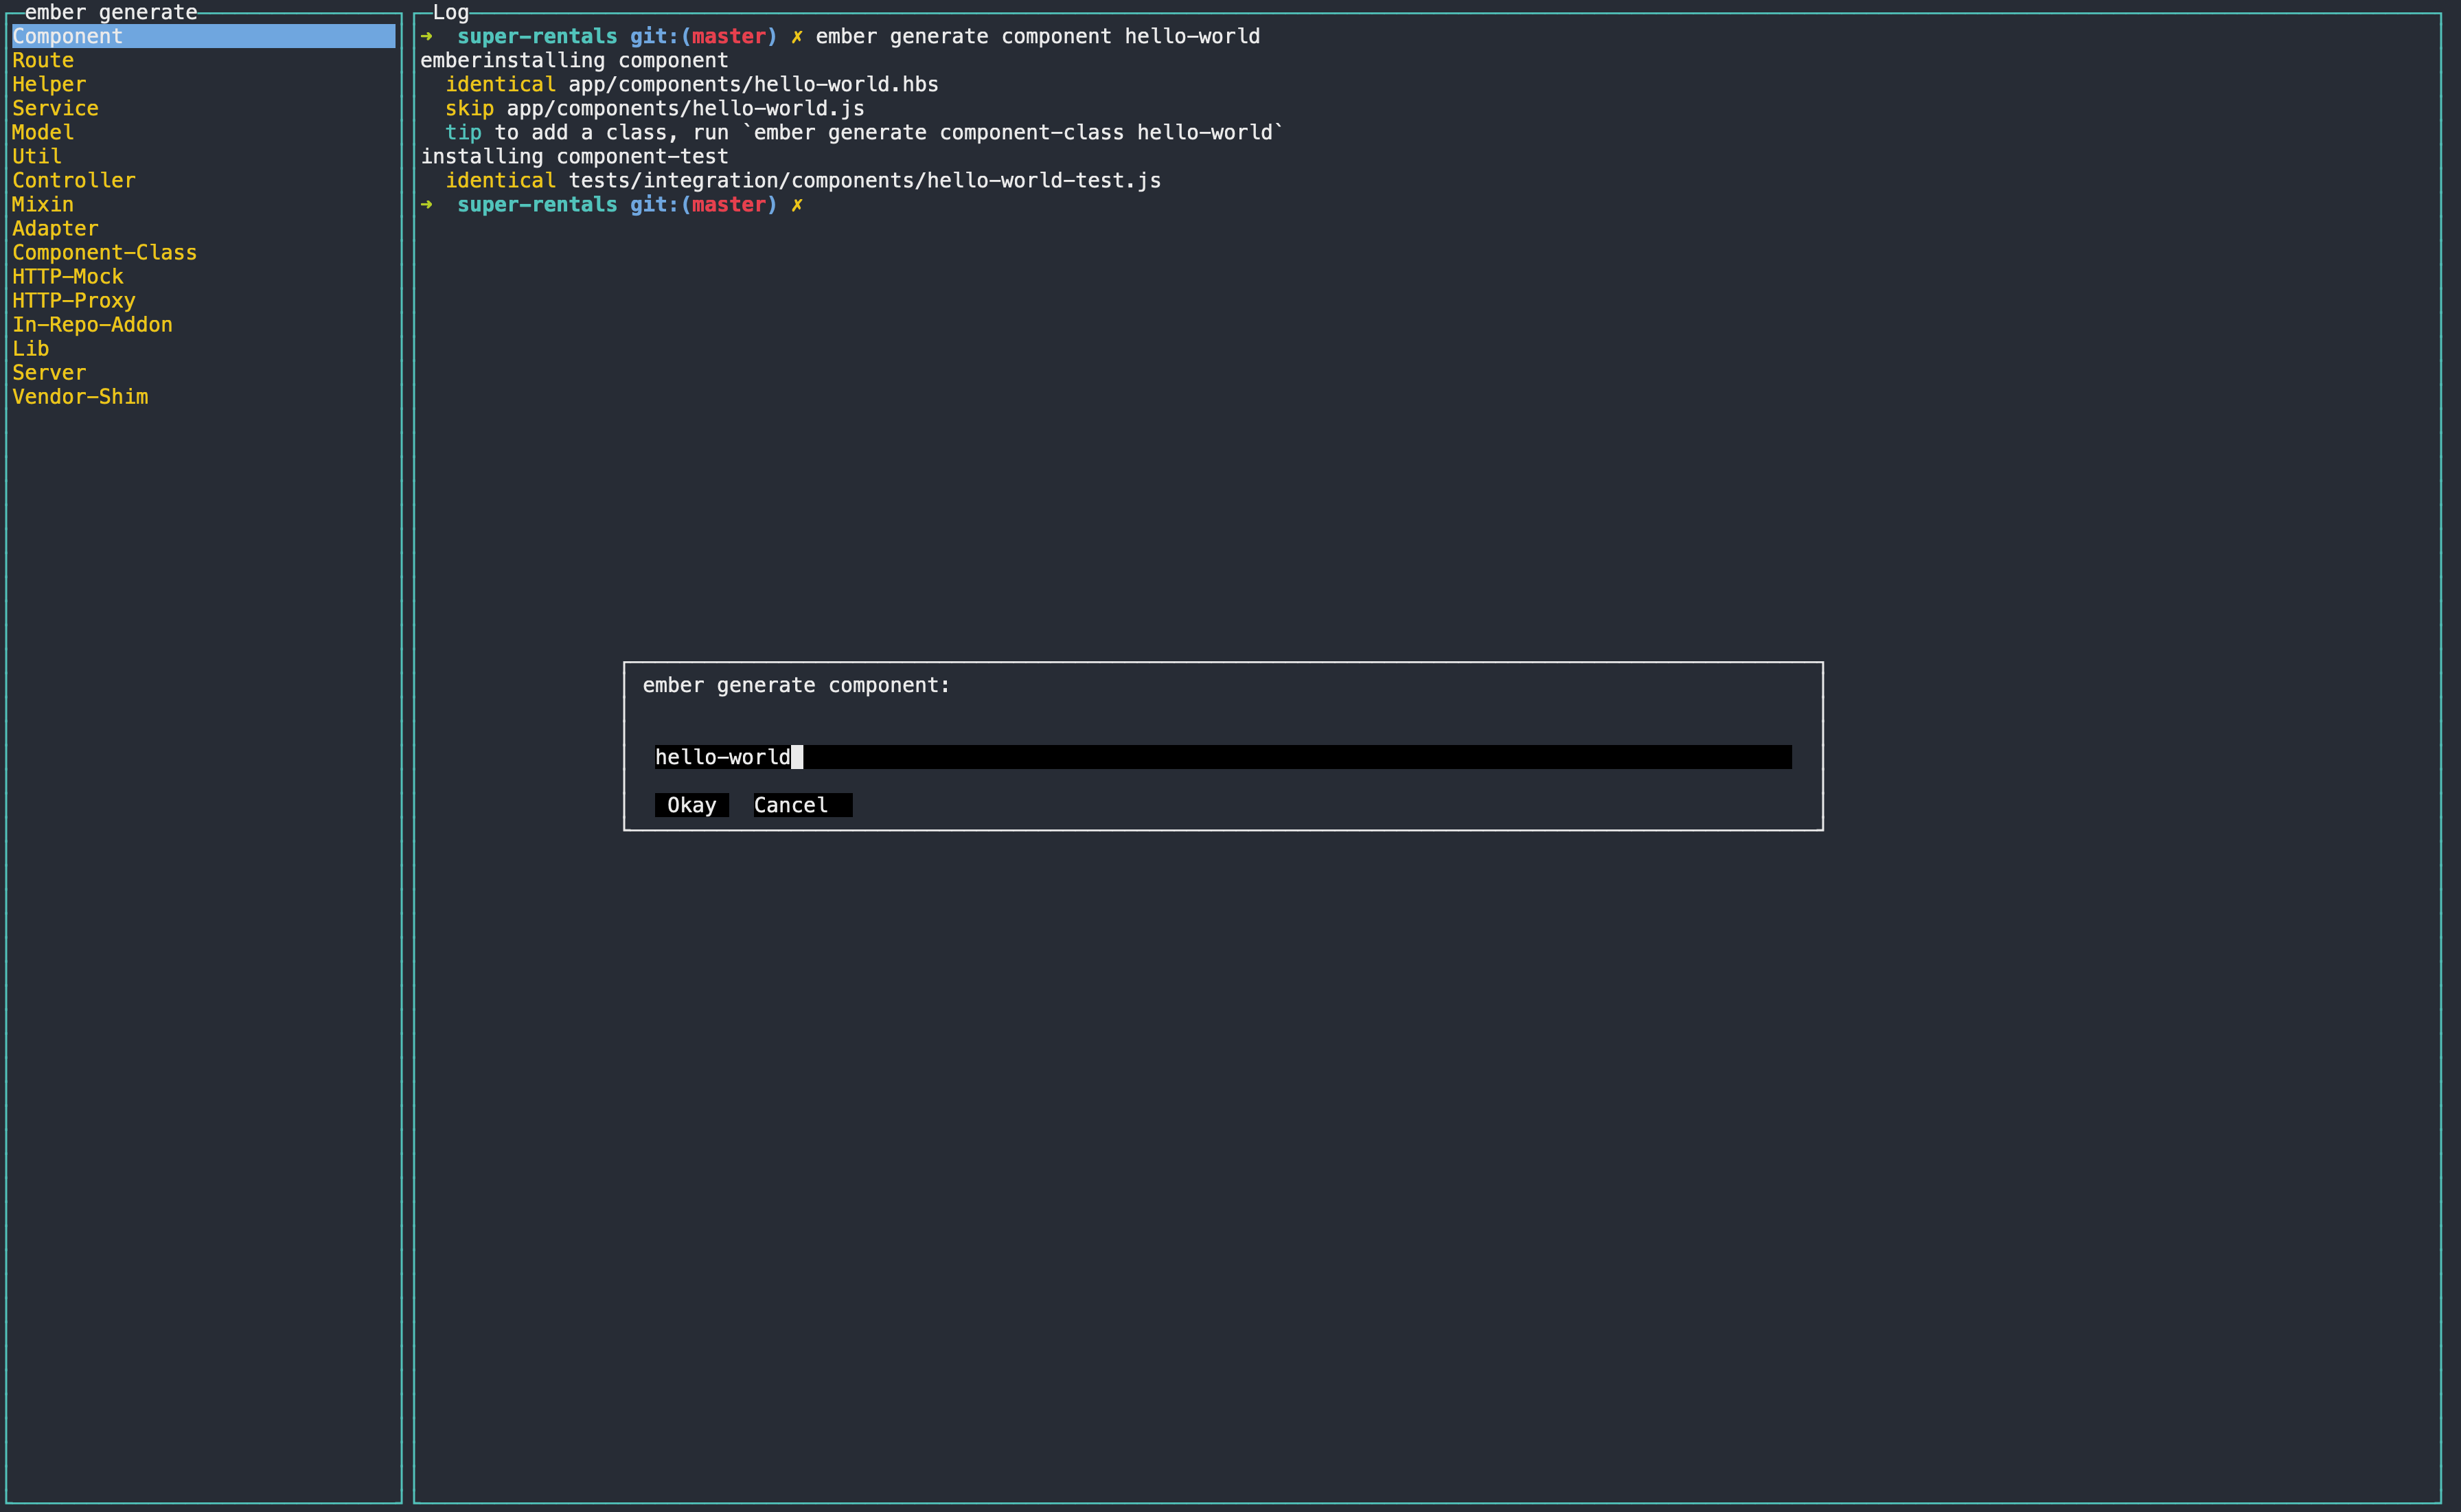 ember generate
Component
Route
Helper
Service
Model
Util
Controller
Mixin
Adapter
Component-Class
HTTP-Mock
HTTP-Proxy
In-Repo-Addon
Lib
Server
Vendor-Shim
Log
➜  super-rentals git:(master) ✗ ember generate component hello-world
emberinstalling component
  identical app/components/hello-world.hbs
  skip app/components/hello-world.js
  tip to add a class, run `ember generate component-class hello-world`
installing component-test
  identical tests/integration/components/hello-world-test.js
➜  super-rentals git:(master) ✗
ember generate component:
hello-world
Okay  Cancel